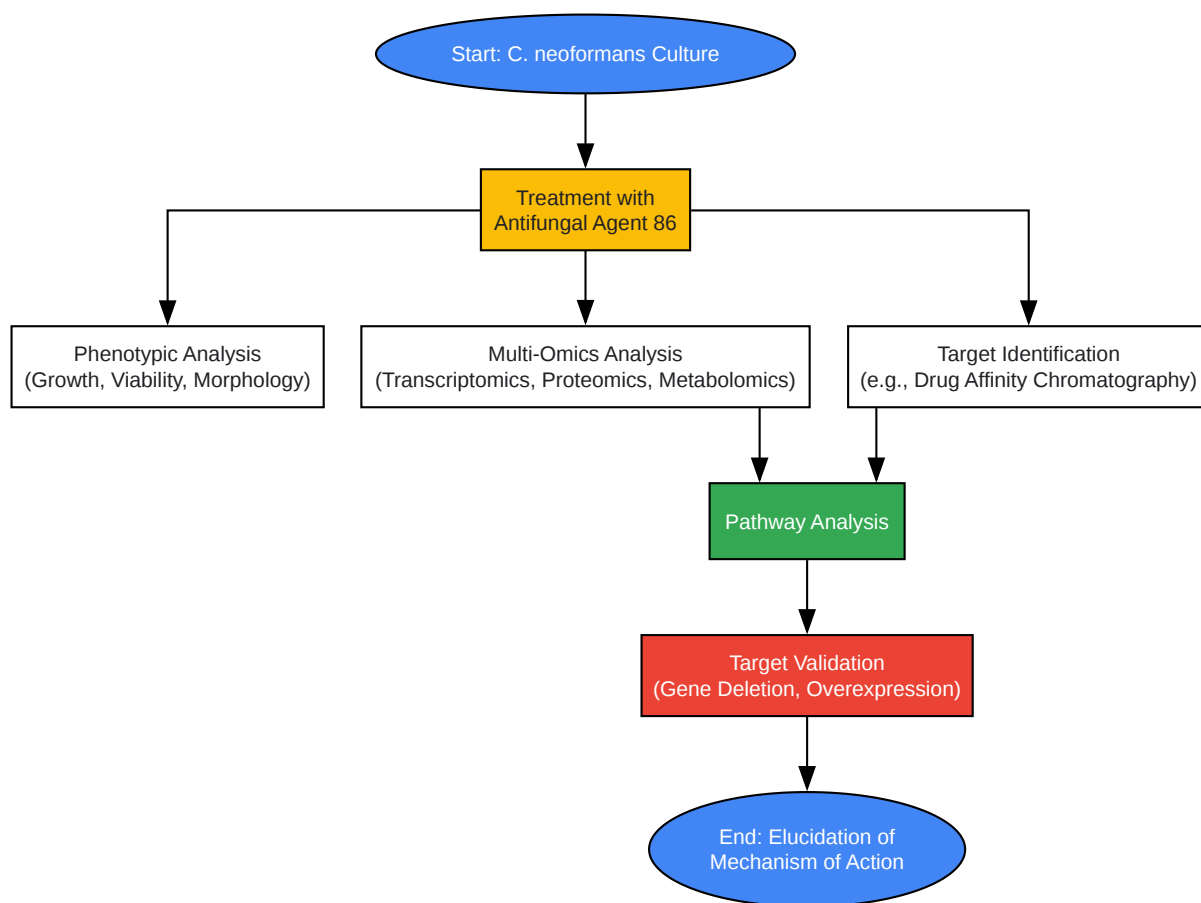 Start: C. neoformans Culture
Treatment with
Antifungal Agent 86
Phenotypic Analysis
(Growth, Viability, Morphology)
Multi-Omics Analysis
(Transcriptomics, Proteomics, Metabolomics)
Target Identification
(e.g., Drug Affinity Chromatography)
Pathway Analysis
Target Validation
(Gene Deletion, Overexpression)
End: Elucidation of
Mechanism of Action